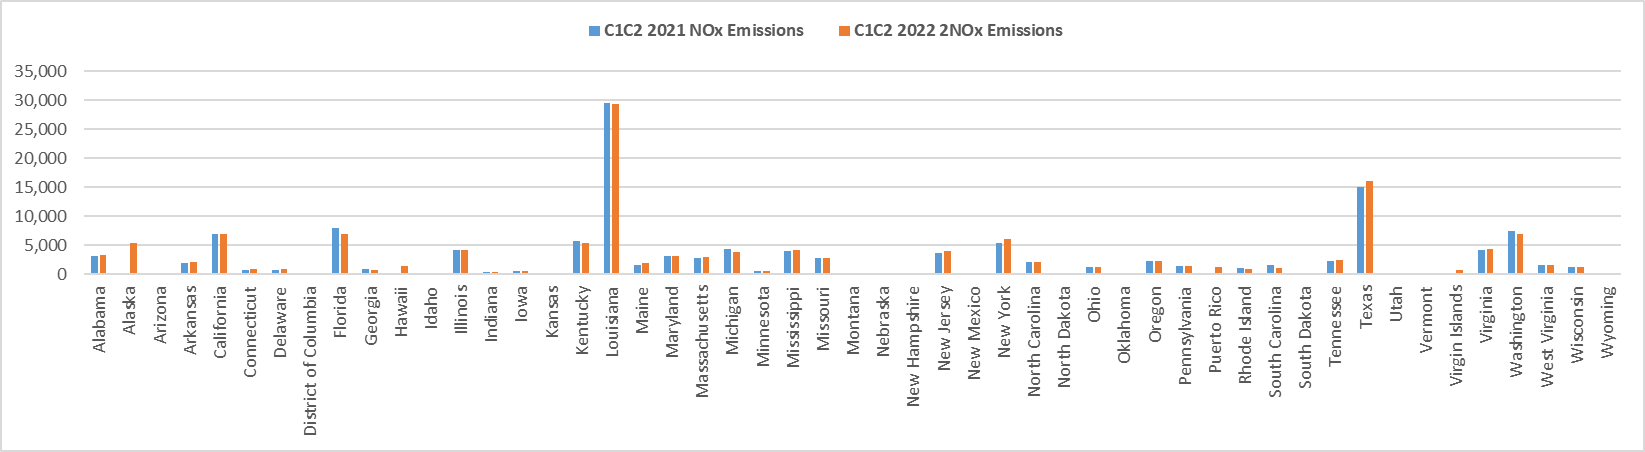 C1C2 2021 NOx Emissions C1C2 2022 2NOx Emissions
35,000
30,000
25,000
20,000
15,000
10,000
5,000
0
Alabama
Alaska
Arizona
Arkansas
California
Connecticut
Delaware
District of Columbia
Florida
Georgia
Hawaii
Idaho
Illinois
Indiana
Iowa
Kansas
Kentucky
Louisiana
Maine
Maryland
Massachusetts
Michigan
Minnesota
Mississippi
Missouri
Montana
Nebraska
New Hampshire
New Jersey
New Mexico
New York
North Carolina
North Dakota
Ohio
Oklahoma
Oregon
Pennsylvania
Puerto Rico
Rhode Island
South Carolina
South Dakota
Tennessee
Texas
Utah
Vermont
Virgin Islands
Virginia
Washington
West Virginia
Wisconsin
Wyoming